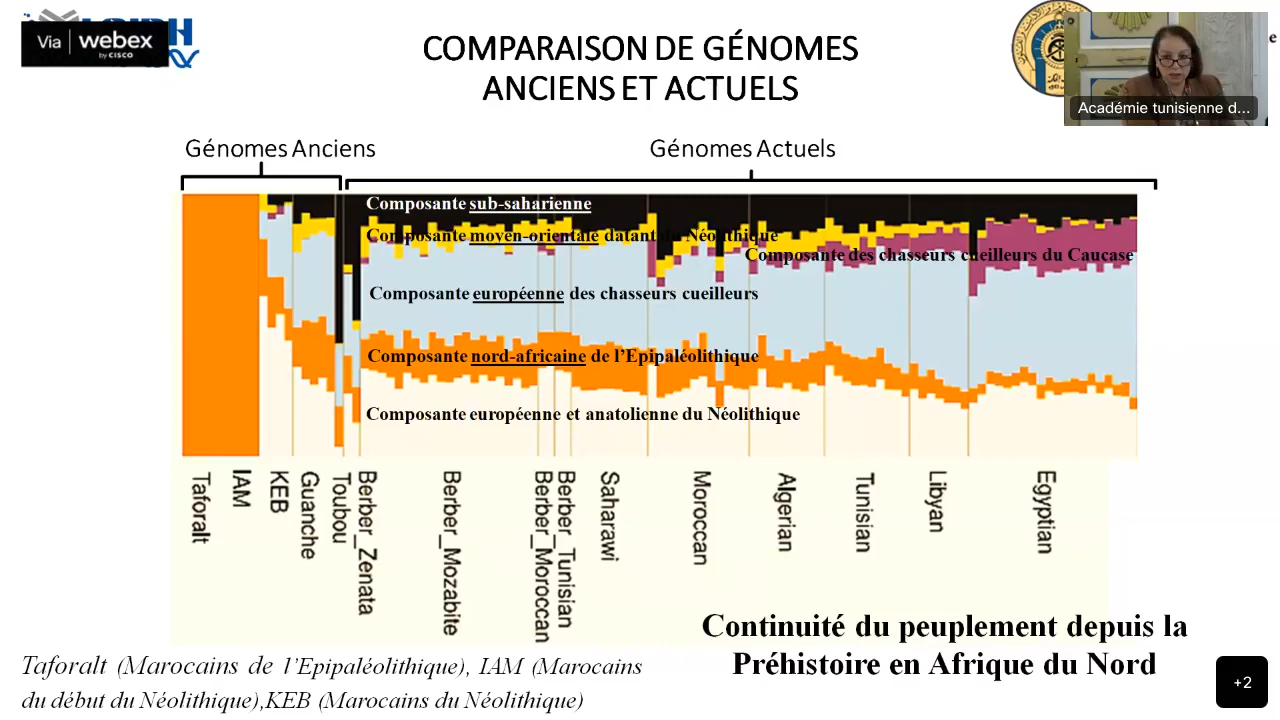 Via webex
by CISCO
COMPARAISON DE GÉNOMES
ANCIENS ET ACTUELS
e
Académie tunisienne d...
Génomes Anciens
Génomes Actuels
Composante sub-saharienne
Composante moyen-orientale datant du Néolithique
Composante des chasseurs cueilleurs du Caucase
Composante européenne des chasseurs cueilleurs
Composante nord-africaine de l’Epipaléolithique
Composante européenne et anatolienne du Néolithique
Taforalt
IAM
KEB
Guanche
Toubou
Berber_Zenata
Berber_Mozabite
Berber_Moroccan
Berber_Tunisian
Saharawi
Moroccan
Algerian
Tunisian
Libyan
Egyptian
Continuité du peuplement depuis la
Préhistoire en Afrique du Nord
Taforalt (Marocains de l’Epipaléolithique), IAM (Marocains
du début du Néolithique),KEB (Marocains du Néolithique)
+2